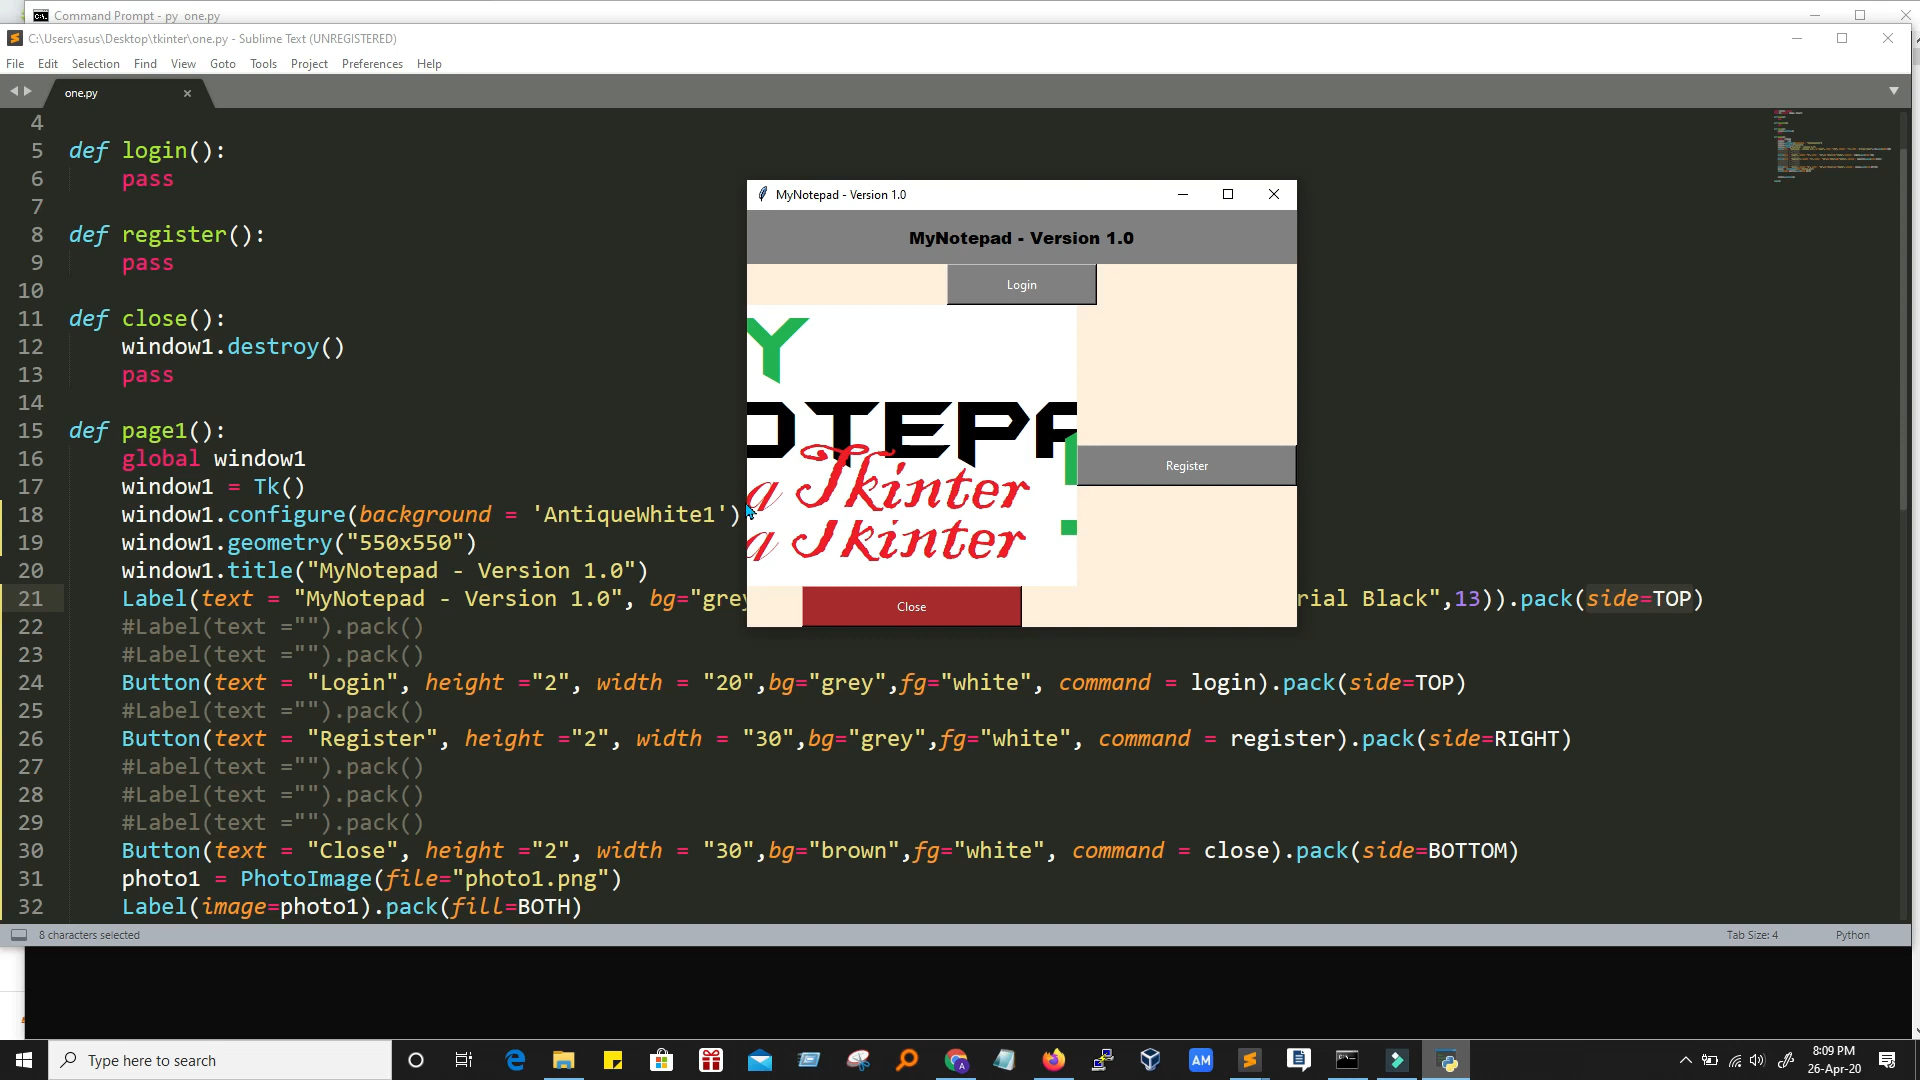 Command Prompt - py  one.py
C:\Users\asus\Desktop\tkinter\one.py - Sublime Text (UNREGISTERED)
File Edit Selection Find View Goto Tools Project Preferences Help
one.py
4
5 def login():
6 pass
7
8 def register():
9 pass
10
11 def close():
12 window1.destroy()
13 pass
14
15 def page1():
16 global window1
17 window1 = Tk()
18 window1.configure(background = 'AntiqueWhite1')
19 window1.geometry("550x550")
20 window1.title("MyNotepad - Version 1.0")
21 Label(text = "MyNotepad - Version 1.0", bg="grey rial Black",13)).pack(side=TOP)
22 #Label(text ="").pack()
23 #Label(text ="").pack()
24 Button(text = "Login", height ="2", width = "20",bg="grey",fg="white", command = login).pack(side=TOP)
25 #Label(text ="").pack()
26 Button(text = "Register", height ="2", width = "30",bg="grey",fg="white", command = register).pack(side=RIGHT)
27 #Label(text ="").pack()
28 #Label(text ="").pack()
29 #Label(text ="").pack()
30 Button(text = "Close", height ="2", width = "30",bg="brown",fg="white", command = close).pack(side=BOTTOM)
31 photo1 = PhotoImage(file="photo1.png")
32 Label(image=photo1).pack(fill=BOTH)
MyNotepad - Version 1.0
MyNotepad - Version 1.0
Login
Y
OTEPA
a Tkinter
a Tkinter
Register
Close
8 characters selected
Tab Size: 4
Python
Type here to search
AM
8:09 PM
26-Apr-20